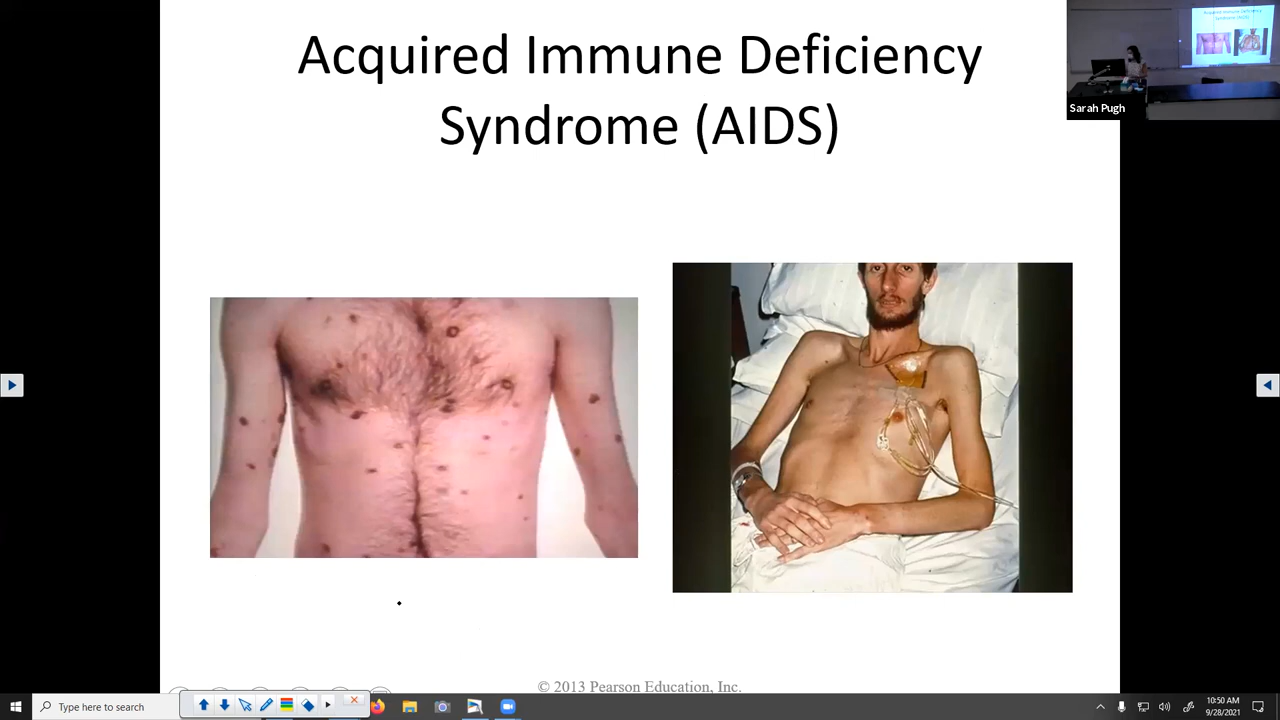 Acquired Immune Deficiency
Syndrome (AIDS)
Sarah Pugh
© 2013 Pearson Education, Inc.
Type here to search
10:50 AM
9/28/2021